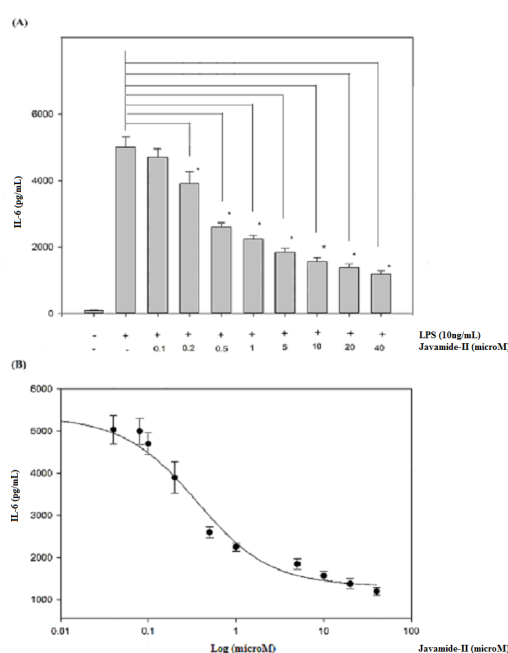 (A)
6000
4000
2000
0
IL-6 (pg/mL)
* * * * * * * *
- + + + + + + + + + LPS (10ng/mL)
- - 0.1 0.2 0.5 1 5 10 20 40 Javamide-II (microM)
(B)
6000
5000
4000
3000
2000
1000
IL-6 (pg/mL)
0.01 0.1 1 10 100
Log (microM) Javamide-II (microM)